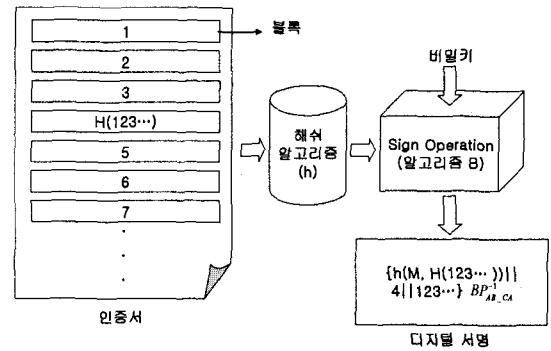 1
블록
2
3
H(123…)
5
6
7
인증서
해쉬
알고리즘
(h)
비밀키
Sign Operation
(알고리즘 B)
{h(M, H(123… ))||
4||123…} BP⁻¹_AB_CA
디지털 서명